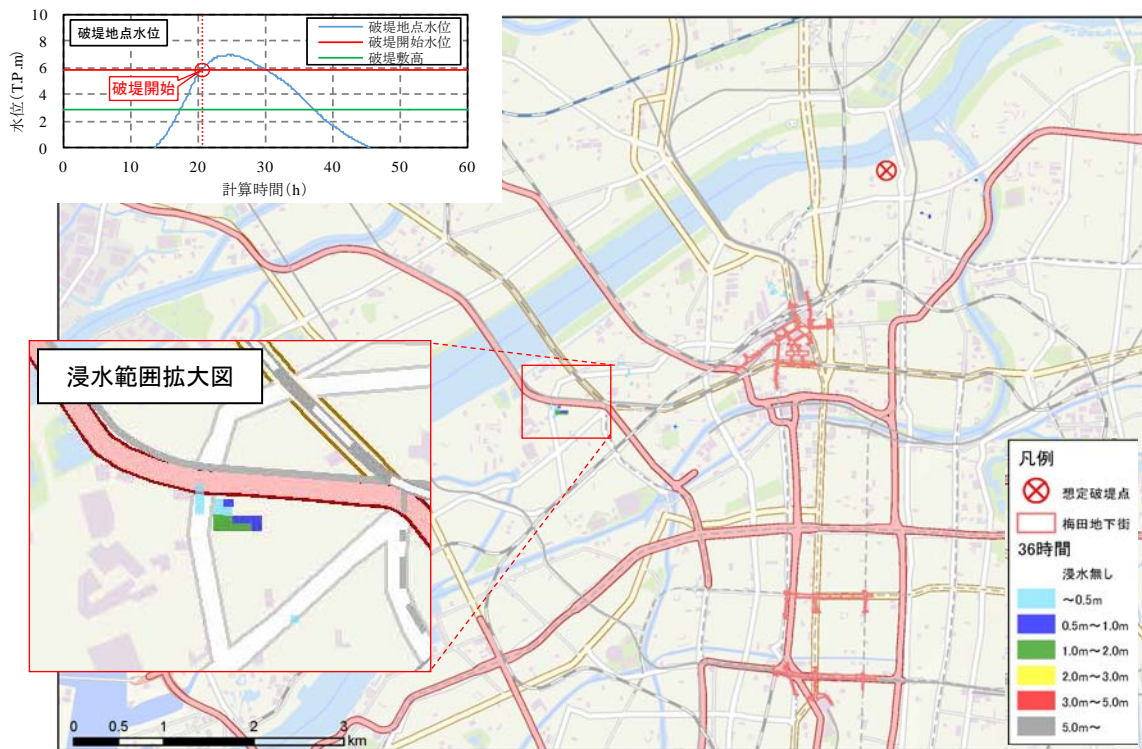 破堤地点水位
破堤地点水位
破堤開始水位
破堤敷高
破堤開始
水位(T.P.m)
10
8
6
4
2
0
0 10 20 30 40 50 60
計算時間(h)
浸水範囲拡大図
凡例
想定破堤点
梅田地下街
36時間
浸水無し
~0.5m
0.5m~1.0m
1.0m~2.0m
2.0m~3.0m
3.0m~5.0m
5.0m~
0 0.5 1 2 3
km